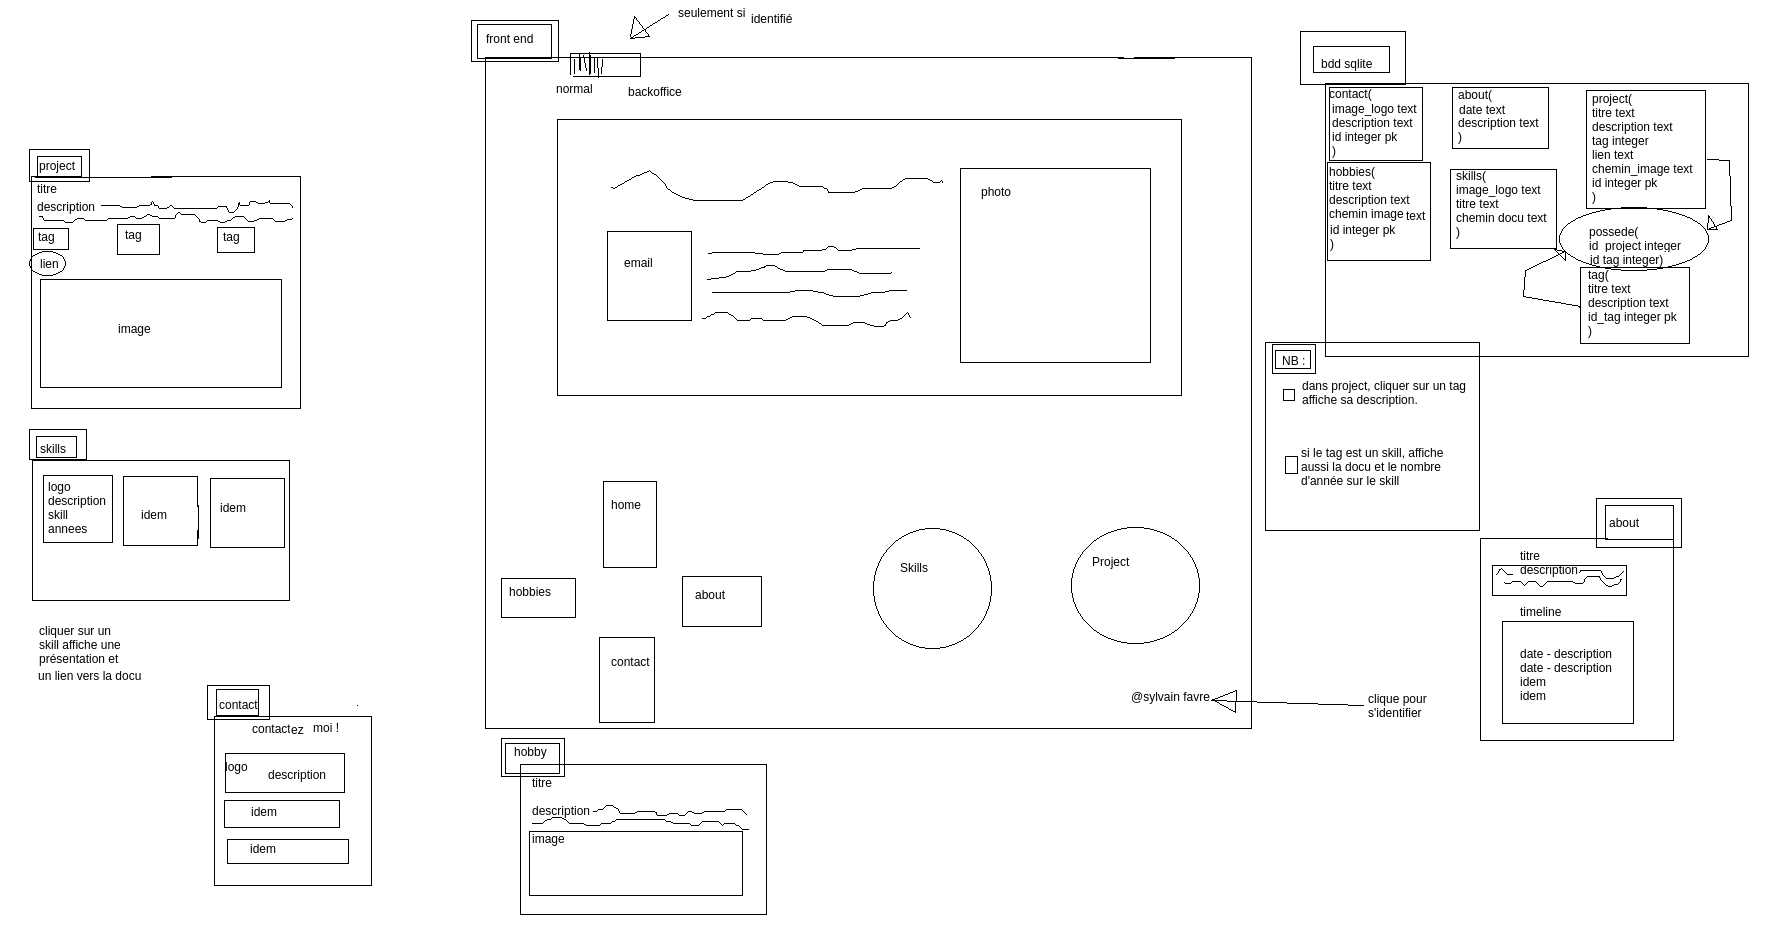 seulement si identifié
front end
normal
backoffice
photo
email
home
hobbies
about
contact
Skills
Project
@sylvain favre
clique pour
s'identifier
project
titre
description
tag
tag
tag
lien
image
skills
logo
description
skill
annees
idem
idem
cliquer sur un
skill affiche une
présentation et
un lien vers la docu
contact
contactez moi !
logo
description
idem
idem
hobby
titre
description
image
bdd sqlite
contact(
image_logo text
description text
id integer pk
)
about(
date text
description text
)
project(
titre text
description text
tag integer
lien text
chemin_image text
id integer pk
)
hobbies(
titre text
description text
chemin image text
id integer pk
)
skills(
image_logo text
titre text
chemin docu text
)
possede(
id_project integer
id tag integer)
tag(
titre text
description text
id_tag integer pk
)
NB :
dans project, cliquer sur un tag
affiche sa description.
si le tag est un skill, affiche
aussi la docu et le nombre
d'année sur le skill
about
titre
description
timeline
date - description
date - description
idem
idem